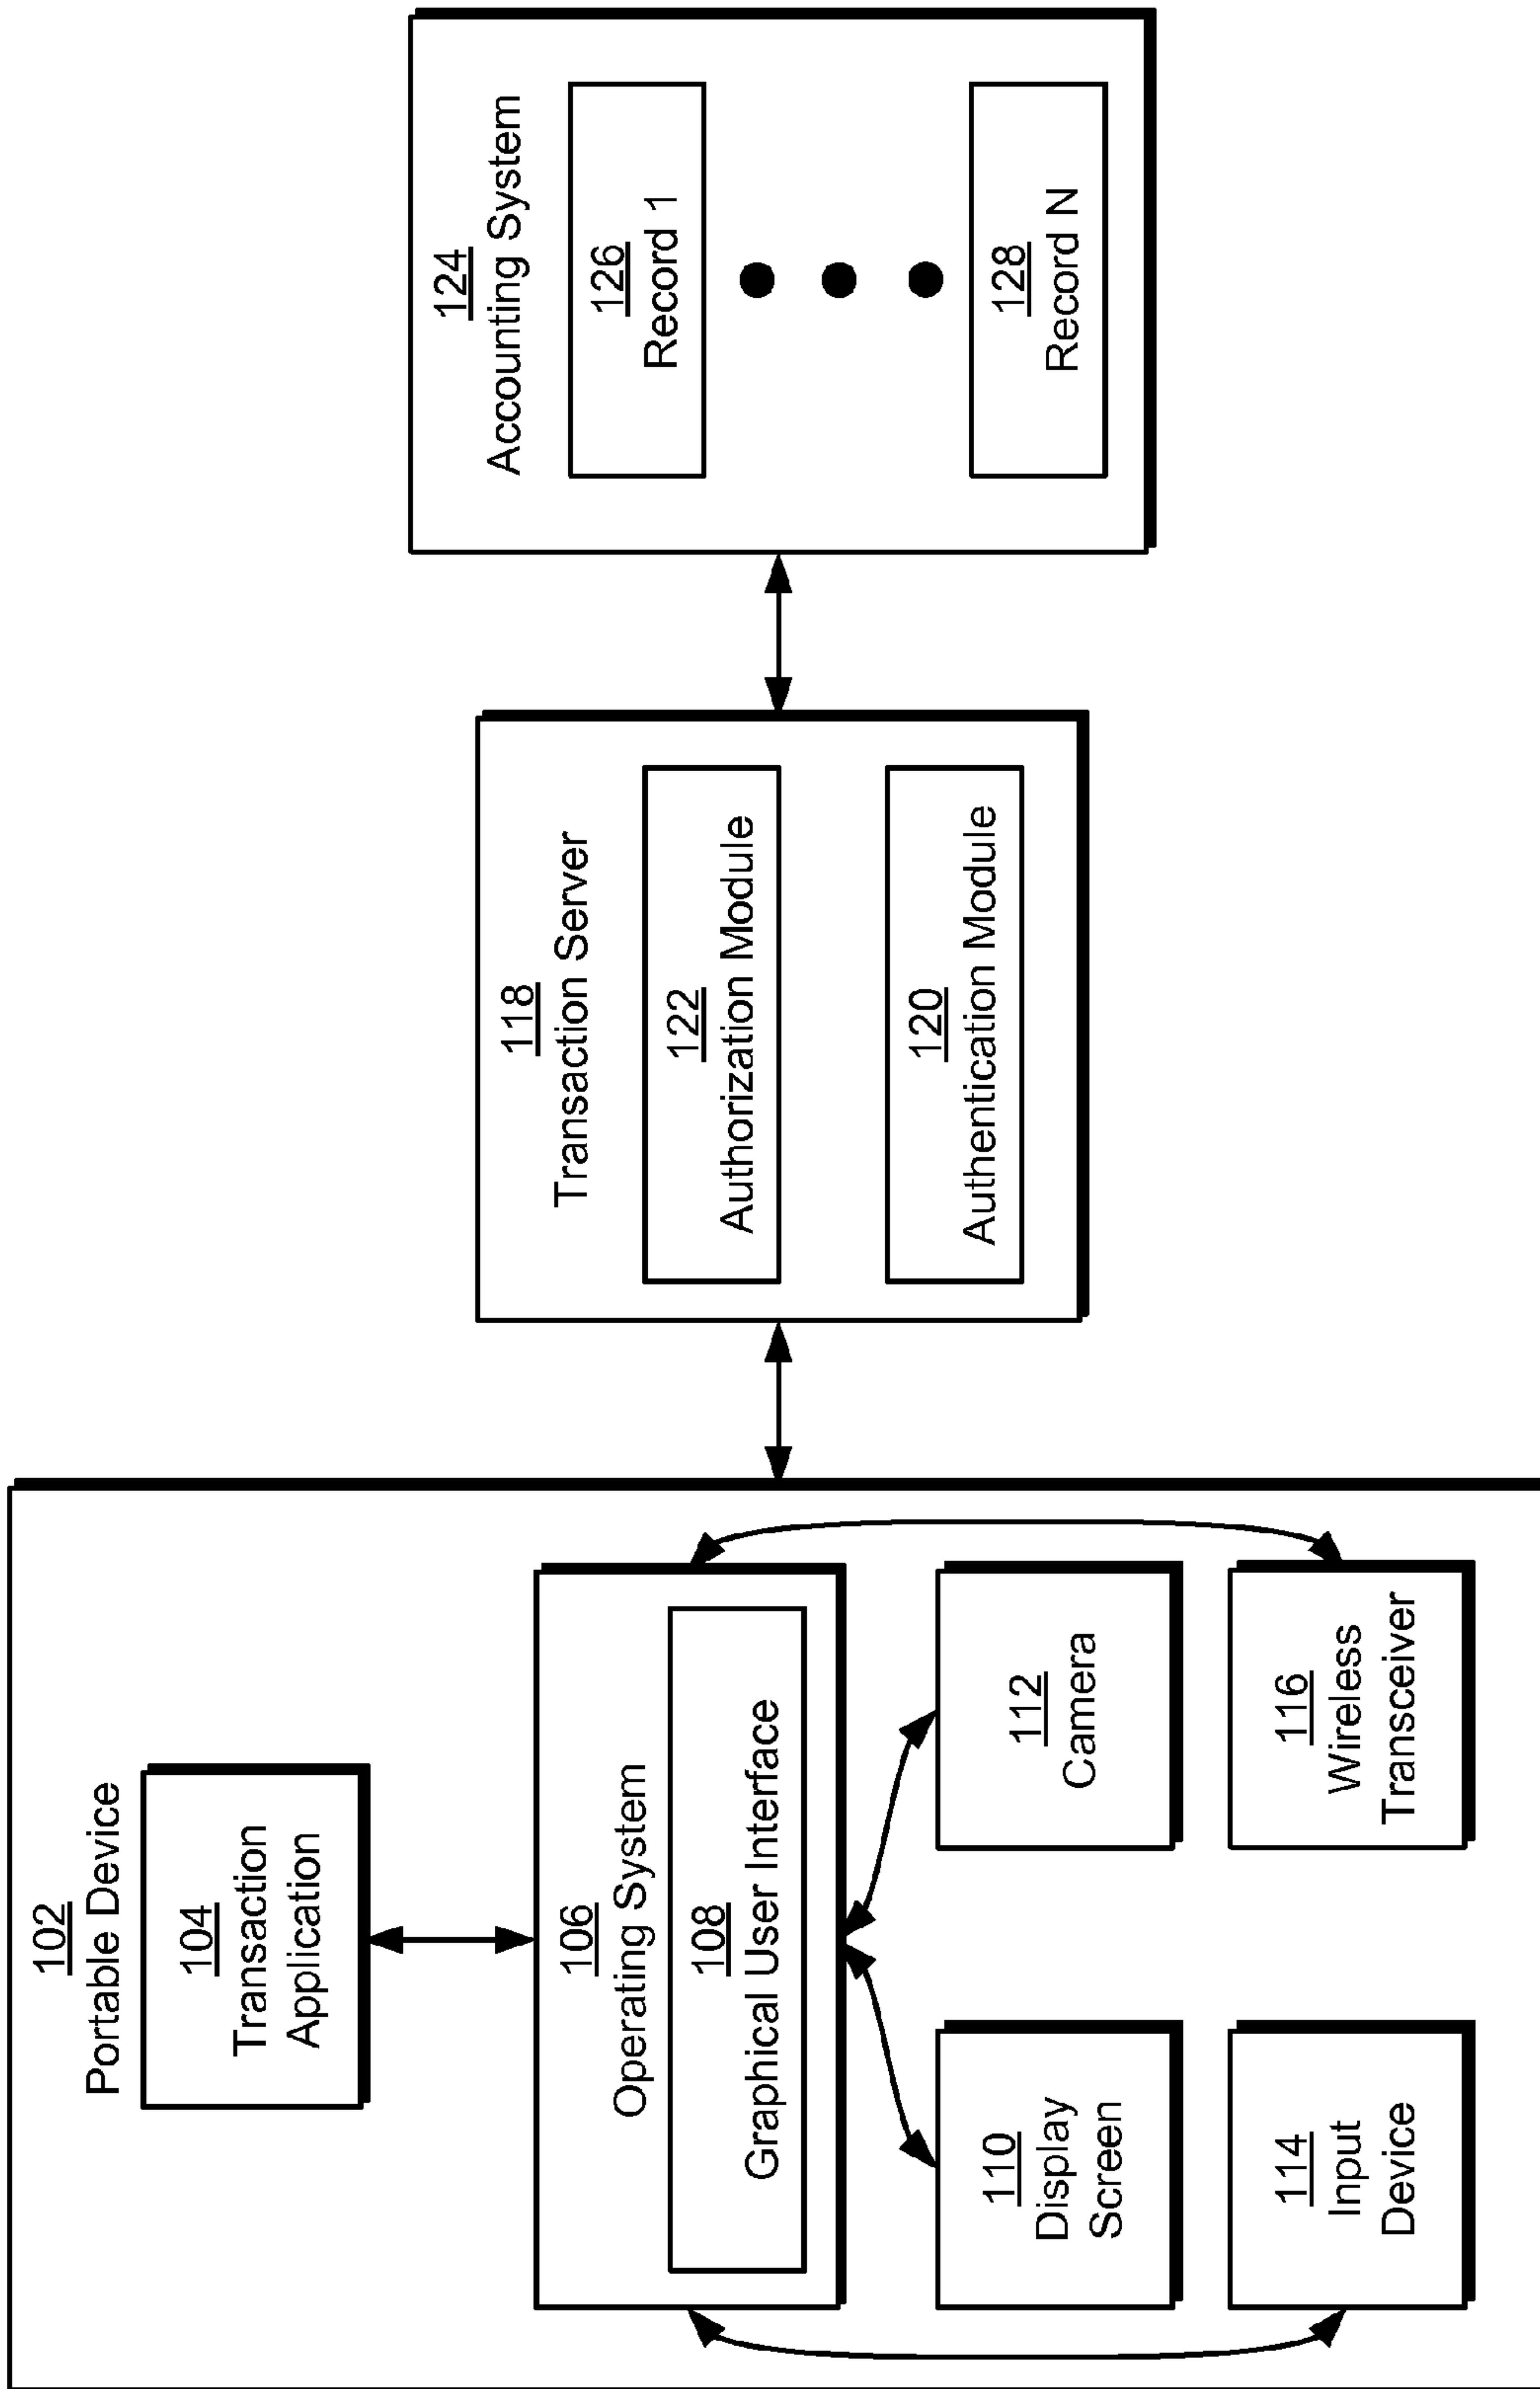 102
Portable Device
104
Transaction
Application
106
Operating System
108
Graphical User Interface
110
Display
Screen
112
Camera
114
Input
Device
116
Wireless
Transceiver
118
Transaction Server
122
Authorization Module
120
Authentication Module
124
Accounting System
126
Record 1
128
Record N